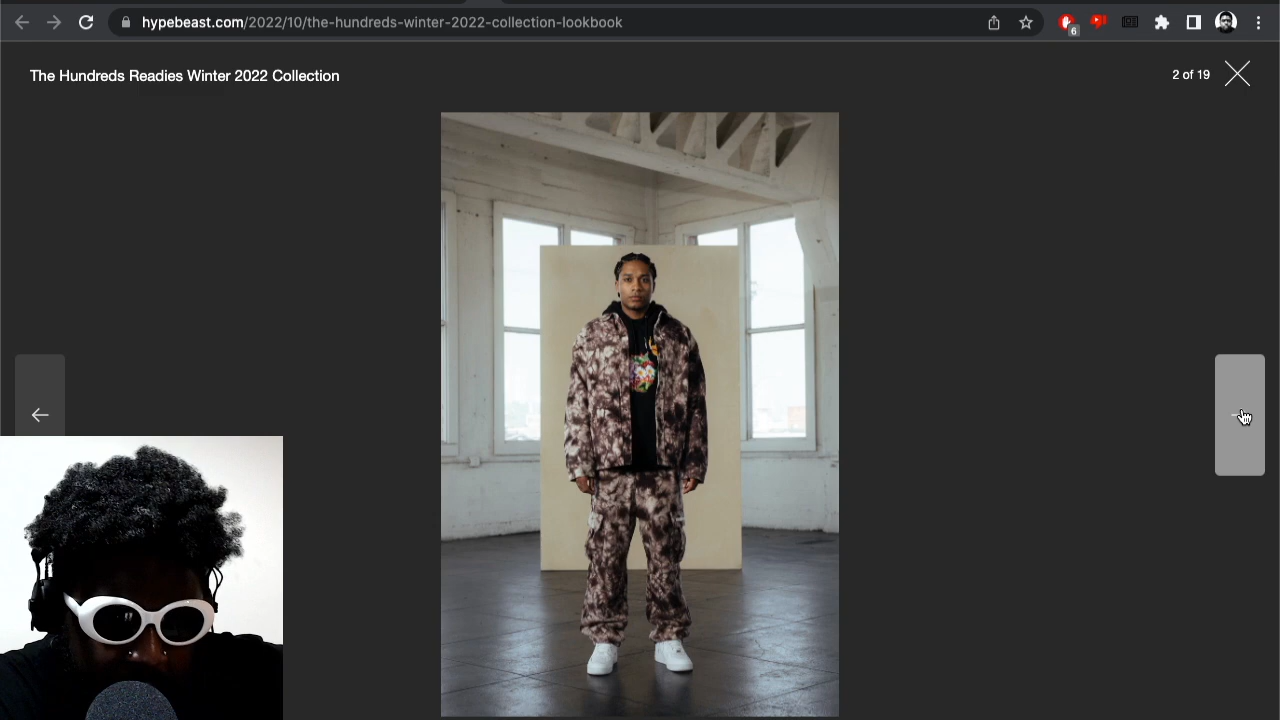 hypebeast.com/2022/10/the-hundreds-winter-2022-collection-lookbook
6
The Hundreds Readies Winter 2022 Collection
2 of 19